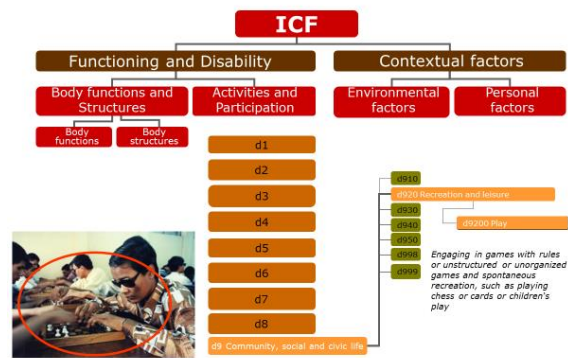 ICF
Functioning and Disability
Contextual factors
Body functions and
Structures
Activities and
Participation
Environmental
factors
Personal
factors
Body
functions
Body
structures
d1
d2
d3
d4
d5
d6
d7
d8
d9 Community, social and civic life
d910
d920 Recreation and leisure
d930
d940
d950
d998
d999
d9200 Play
Engaging in games with rules
or unstructured or unorganized
games and spontaneous
recreation, such as playing
chess or cards or children's
play